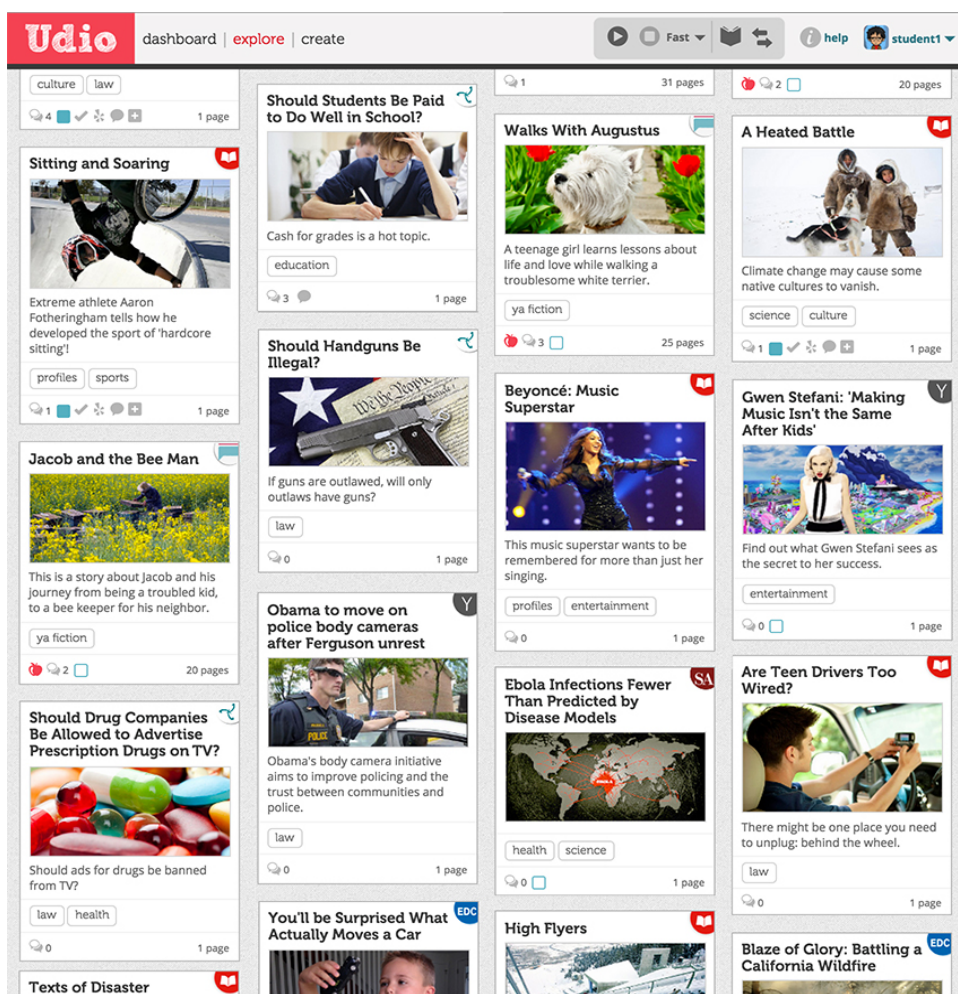 Udio
dashboard | explore | create
Fast
help
student1
culture
law
4
1 page
Sitting and Soaring
Extreme athlete Aaron
Fotheringham tells how he
developed the sport of 'hardcore
sitting'!
profiles
sports
1
1 page
Jacob and the Bee Man
This is a story about Jacob and his
journey from being a troubled kid,
to a bee keeper for his neighbor.
ya fiction
2
20 pages
Should Drug Companies
Be Allowed to Advertise
Prescription Drugs on TV?
Should ads for drugs be banned
from TV?
law
health
0
1 page
Texts of Disaster
Should Students Be Paid
to Do Well in School?
Cash for grades is a hot topic.
education
3
1 page
Should Handguns Be
Illegal?
We the People
If guns are outlawed, will only
outlaws have guns?
law
0
1 page
Obama to move on
police body cameras
after Ferguson unrest
Y
POLICE
Obama's body camera initiative
aims to improve policing and the
trust between communities and
police.
law
0
1 page
You'll be Surprised What
Actually Moves a Car
EDC
1
31 pages
Walks With Augustus
A teenage girl learns lessons about
life and love while walking a
troublesome white terrier.
ya fiction
3
25 pages
Beyoncé: Music
Superstar
This music superstar wants to be
remembered for more than just her
singing.
profiles
entertainment
0
1 page
Ebola Infections Fewer
Than Predicted by
Disease Models
SA
EBOLA
health
science
0
1 page
High Flyers
2
20 pages
A Heated Battle
Climate change may cause some
native cultures to vanish.
science
culture
1
1 page
Gwen Stefani: 'Making
Music Isn't the Same
After Kids'
Y
Find out what Gwen Stefani sees as
the secret to her success.
entertainment
0
1 page
Are Teen Drivers Too
Wired?
There might be one place you need
to unplug: behind the wheel.
law
0
1 page
Blaze of Glory: Battling a
California Wildfire
EDC